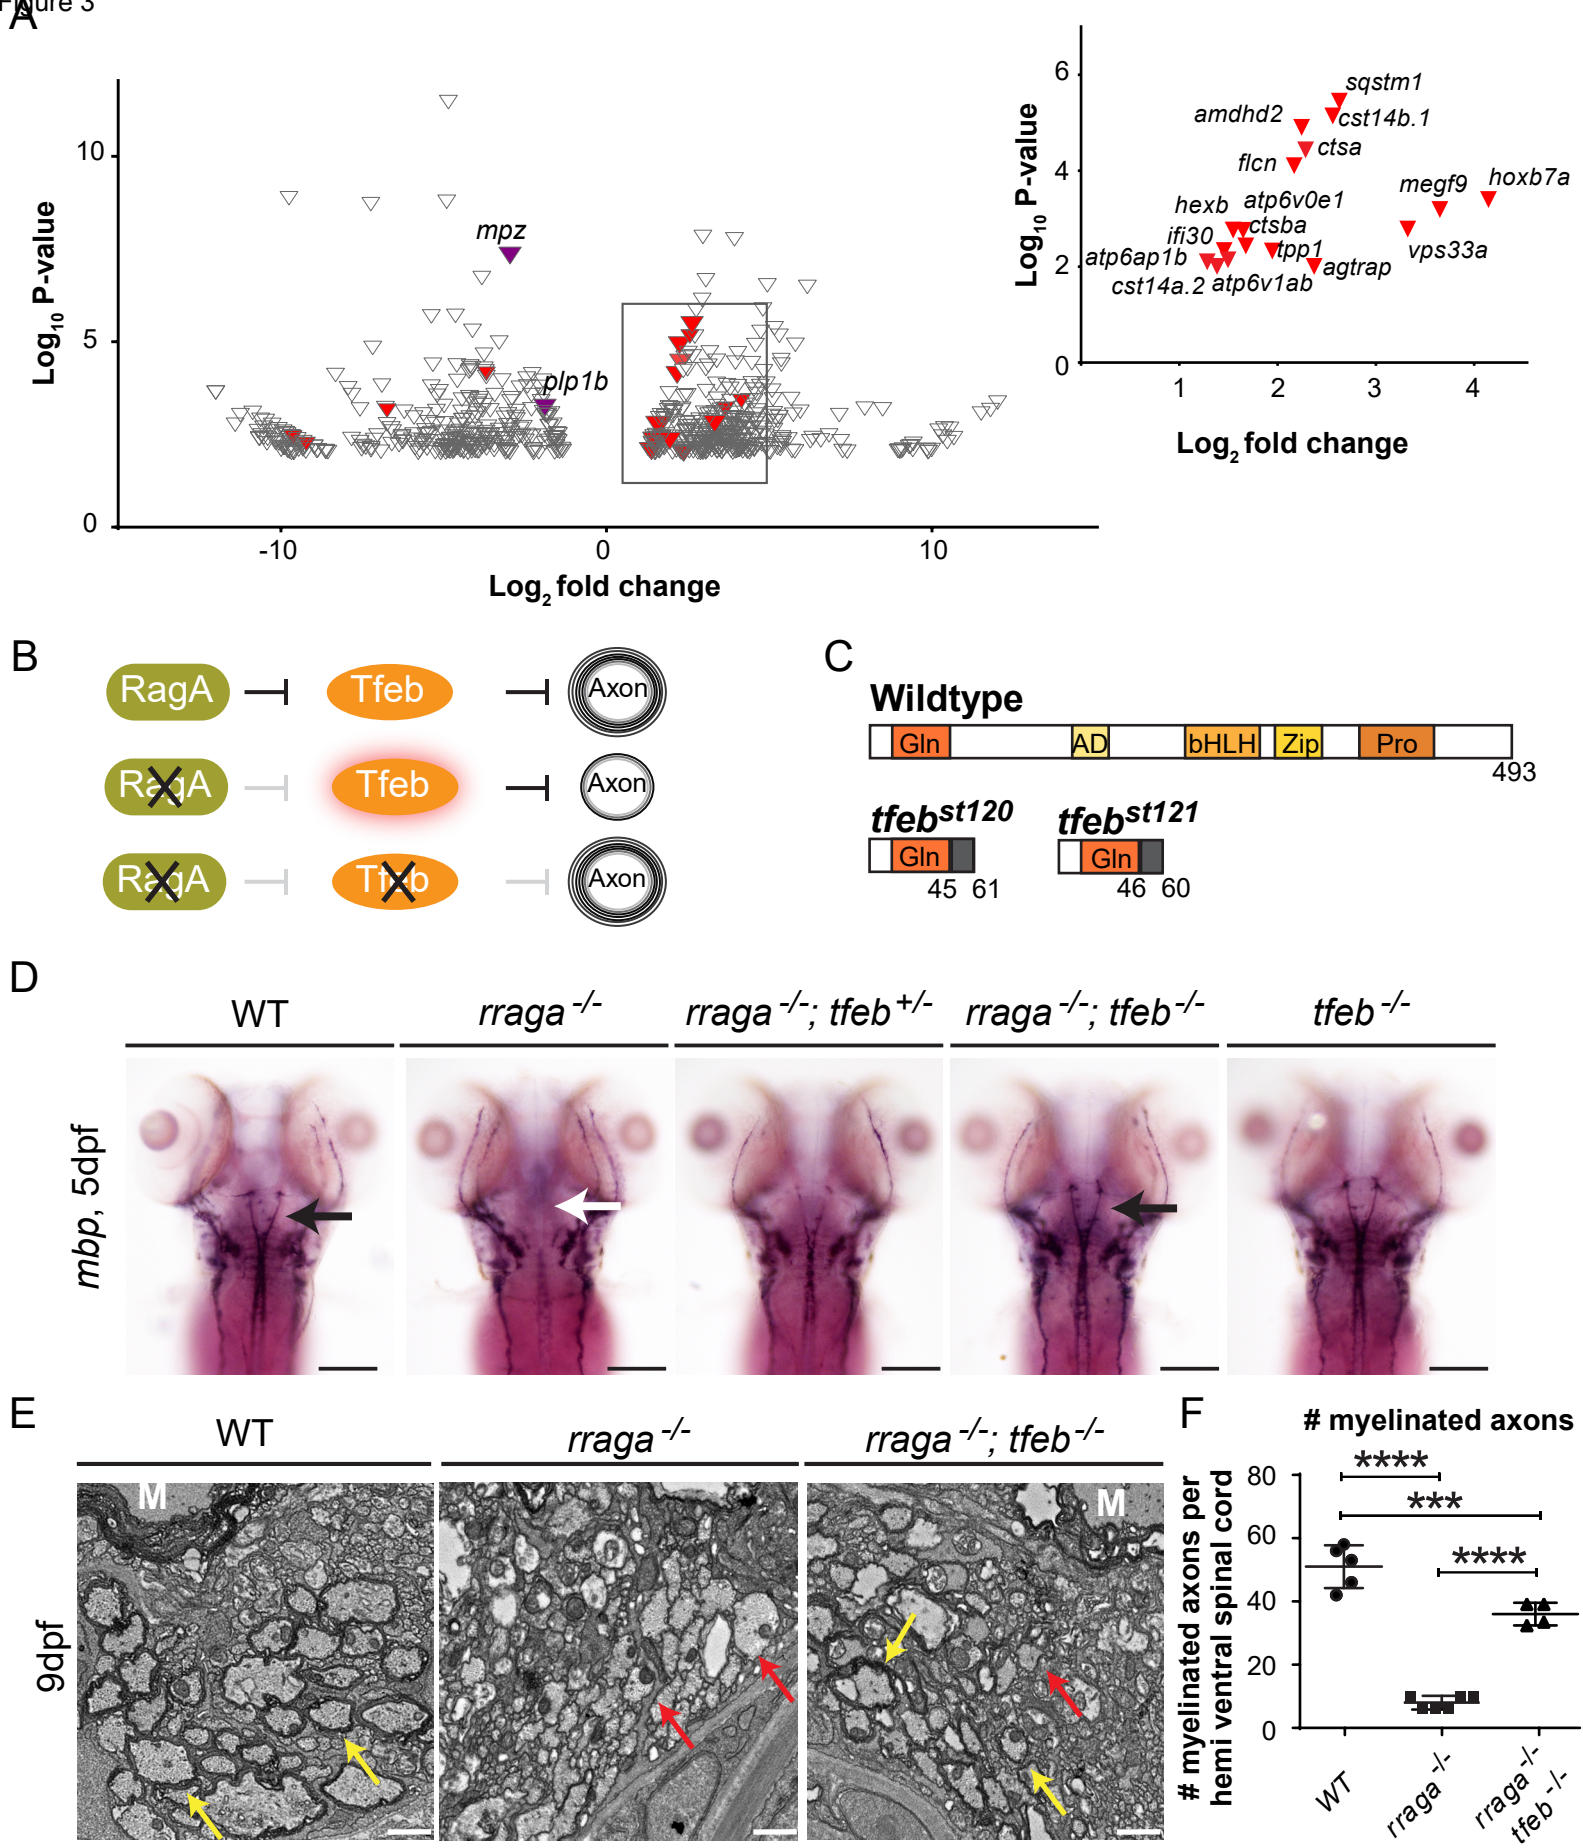 Figure 3
A
Log10 P-value
10
5
0
-10
0
10
Log2 fold change
mpz
plp1b
Log10 P-value
6
4
2
0
1
2
3
4
Log2 fold change
sqstm1
amdhd2
cst14b.1
ctsa
flcn
megf9
hoxb7a
hexb
atp6v0e1
ctsba
ifi30
tpp1
vps33a
atp6ap1b
agtrap
cst14a.2
atp6v1ab
B
RagA
Tfeb
Axon
RagA
Tfeb
Axon
RagA
Tfeb
Axon
C
Wildtype
Gln
AD
bHLH
Zip
Pro
493
tfeb st120
tfeb st121
Gln
Gln
45 61
46 60
D
WT
rraga -/-
rraga -/-; tfeb +/-
rraga -/-; tfeb -/-
tfeb -/-
mbp, 5dpf
E
WT
rraga -/-
rraga -/-; tfeb -/-
9dpf
M
M
F
# myelinated axons
# myelinated axons per
hemi ventral spinal cord
****
***
****
80
60
40
20
0
WT
rraga -/-
rraga -/-
tfeb -/-